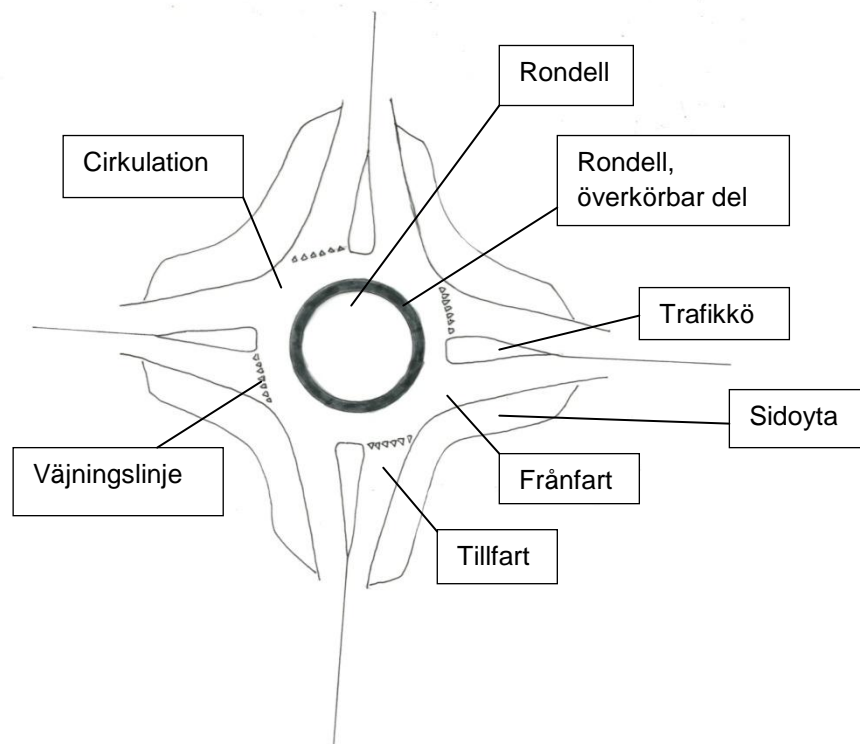 Rondell
Cirkulation
Rondell,
överkörbar del
Trafikkö
Sidoyta
Väjningslinje
Frånfart
Tillfart